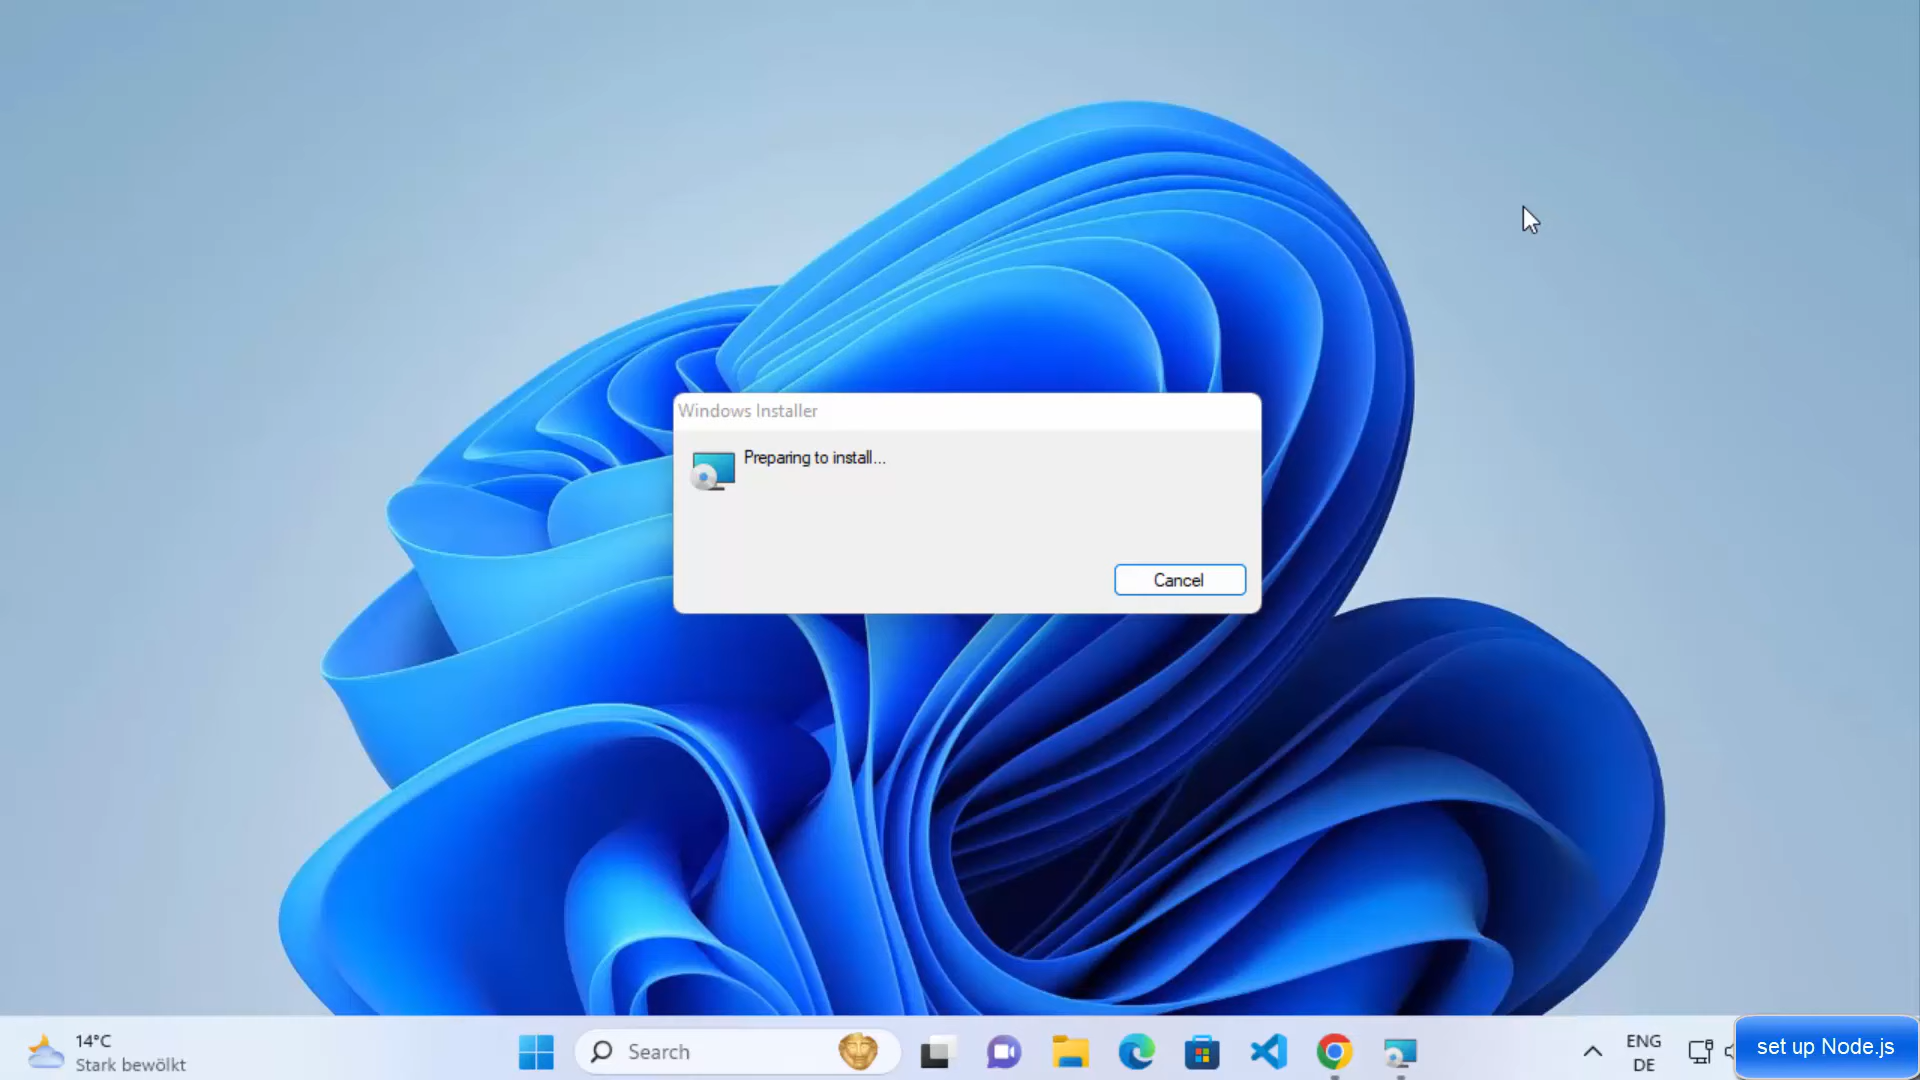 Windows Installer
Preparing to install...
Cancel
14°C
Stark bewölkt
Search
ENG
DE
set up Node.js